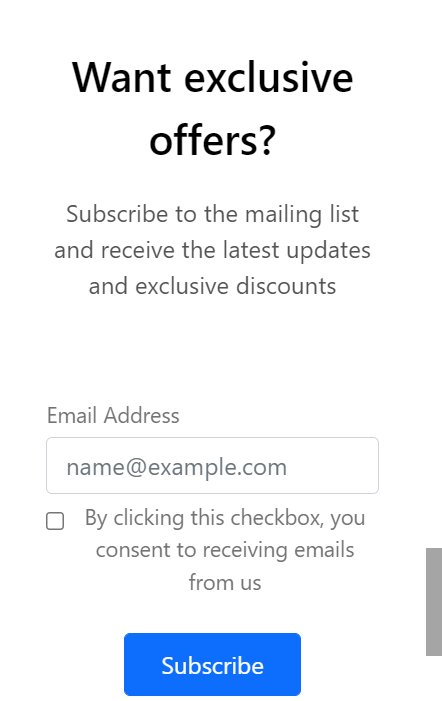 Want exclusive
offers?
Subscribe to the mailing list
and receive the latest updates
and exclusive discounts
Email Address
name@example.com
By clicking this checkbox, you
consent to receiving emails
from us
Subscribe